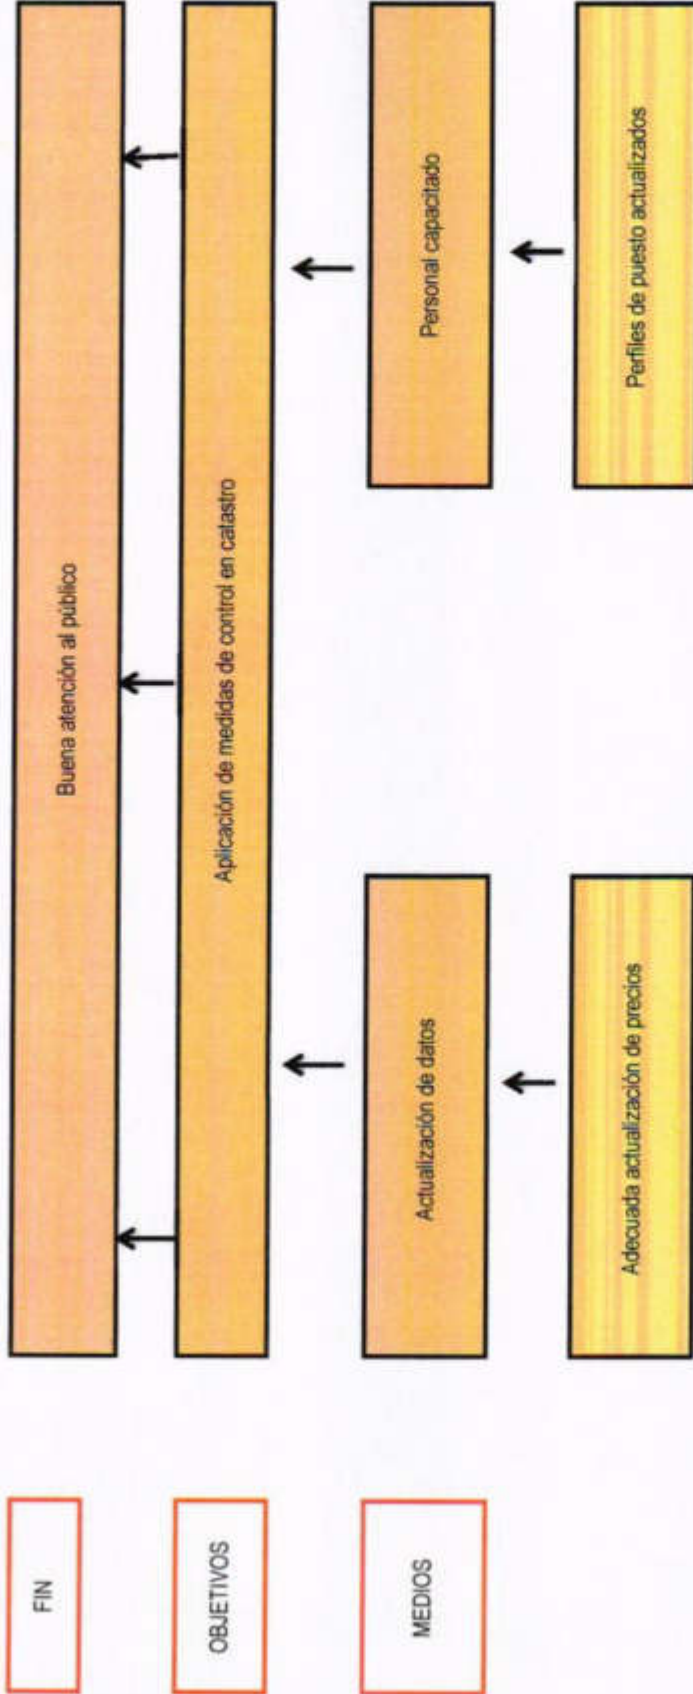 FIN
Buena atención al público
OBJETIVOS
Aplicación de medidas de control en catastro
MEDIOS
Actualización de datos
Personal capacitado
Adecuada actualización de precios
Perfiles de puesto actualizados